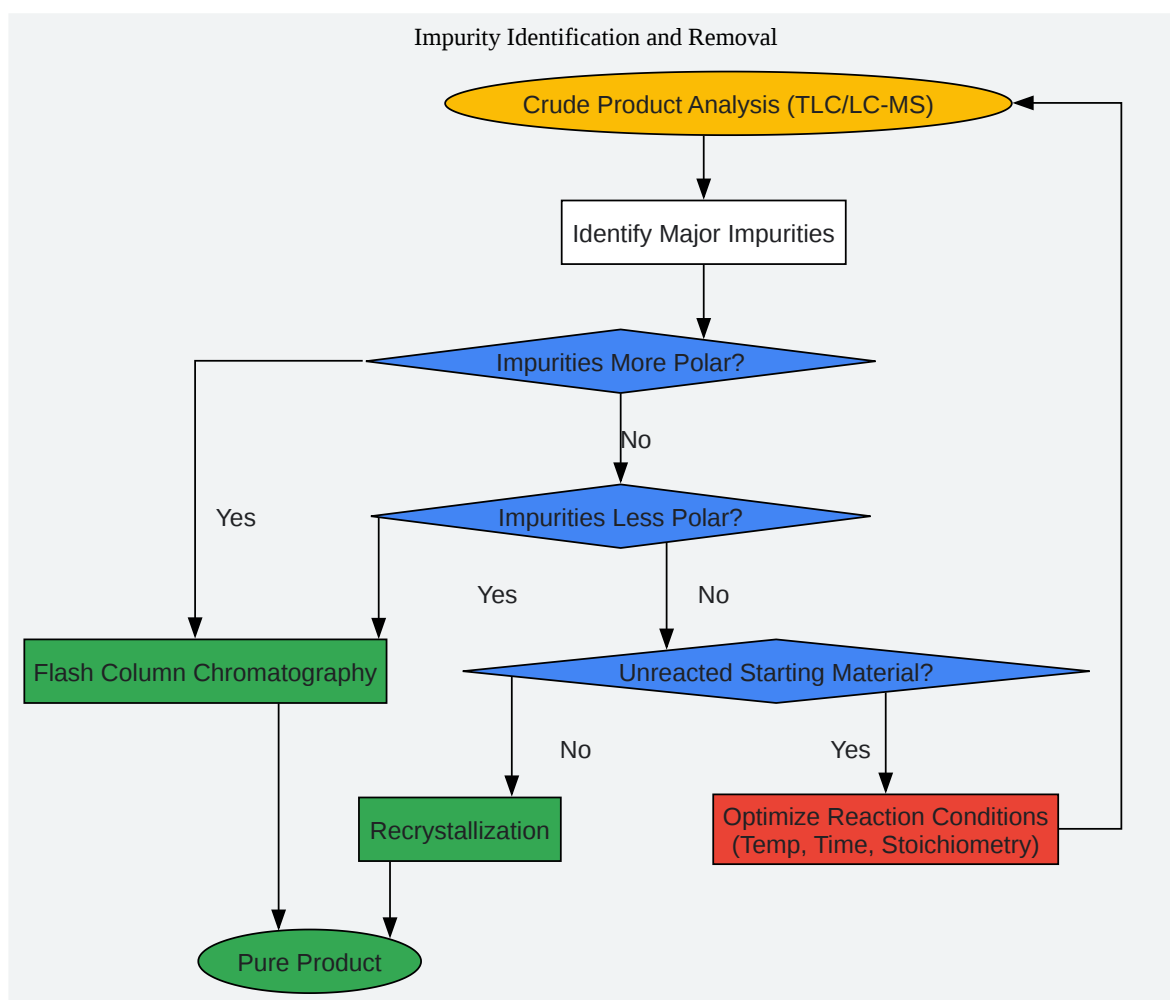 Impurity Identification and Removal
Crude Product Analysis (TLC/LC-MS)
Identify Major Impurities
Impurities More Polar?
No
Yes
Impurities Less Polar?
Yes
No
Flash Column Chromatography
Unreacted Starting Material?
No
Yes
Recrystallization
Optimize Reaction Conditions
(Temp, Time, Stoichiometry)
Pure Product